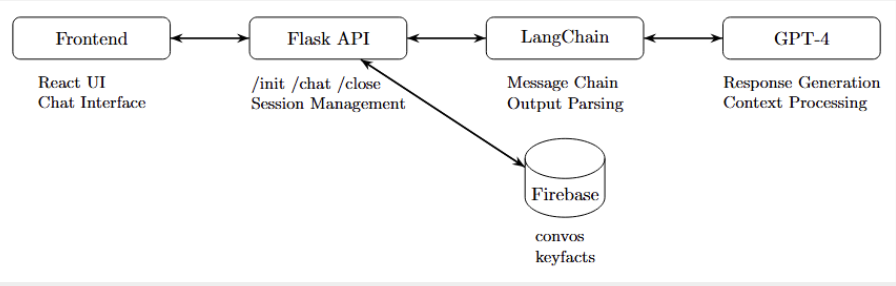 Frontend
Flask API
LangChain
GPT-4
React UI
Chat Interface
/init /chat /close
Session Management
Message Chain
Output Parsing
Response Generation
Context Processing
Firebase
convos
keyfacts